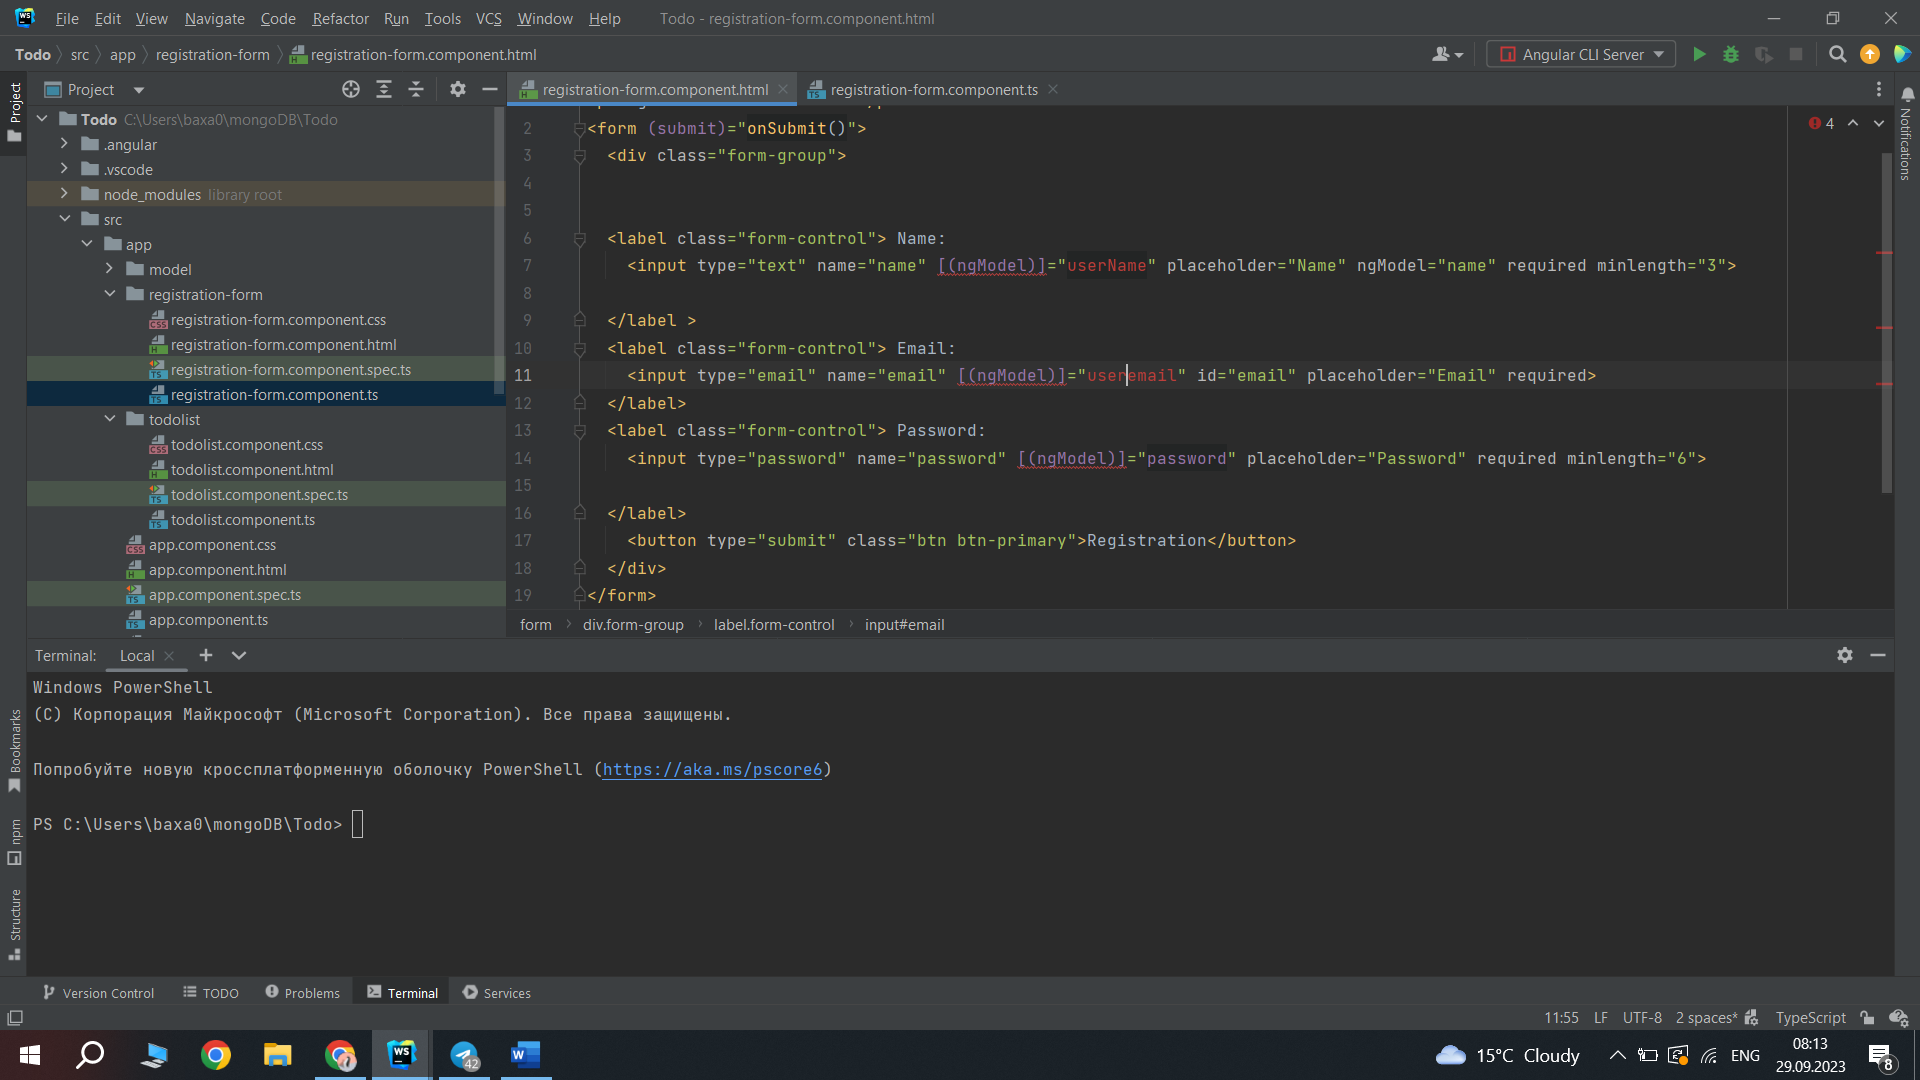 File Edit View Navigate Code Refactor Run Tools VCS Window Help Todo - registration-form.component.html
Todo src app registration-form registration-form.component.html Angular CLI Server
Project
registration-form.component.html registration-form.component.ts
Todo C:\Users\baxa0\mongoDB\Todo
.angular
.vscode
node_modules library root
src
app
model
registration-form
registration-form.component.css
registration-form.component.html
registration-form.component.spec.ts
registration-form.component.ts
todolist
todolist.component.css
todolist.component.html
todolist.component.spec.ts
todolist.component.ts
app.component.css
app.component.html
app.component.spec.ts
app.component.ts
4
2 <form (submit)="onSubmit()">
3 <div class="form-group">
4
5
6 <label class="form-control"> Name:
7 <input type="text" name="name" [(ngModel)]="userName" placeholder="Name" ngModel="name" required minlength="3">
8
9 </label >
10 <label class="form-control"> Email:
11 <input type="email" name="email" [(ngModel)]="useremail" id="email" placeholder="Email" required>
12 </label>
13 <label class="form-control"> Password:
14 <input type="password" name="password" [(ngModel)]="password" placeholder="Password" required minlength="6">
15
16 </label>
17 <button type="submit" class="btn btn-primary">Registration</button>
18 </div>
19 </form>
form div.form-group label.form-control input#email
Project
Bookmarks
npm
Structure
Notifications
Terminal: Local
Windows PowerShell
(C) Корпорация Майкрософт (Microsoft Corporation). Все права защищены.
Попробуйте новую кроссплатформенную оболочку PowerShell (https://aka.ms/pscore6)
PS C:\Users\baxa0\mongoDB\Todo>
Version Control TODO Problems Terminal Services
11:55 LF UTF-8 2 spaces* TypeScript
42
15°C Cloudy ENG 08:13
29.09.2023
8